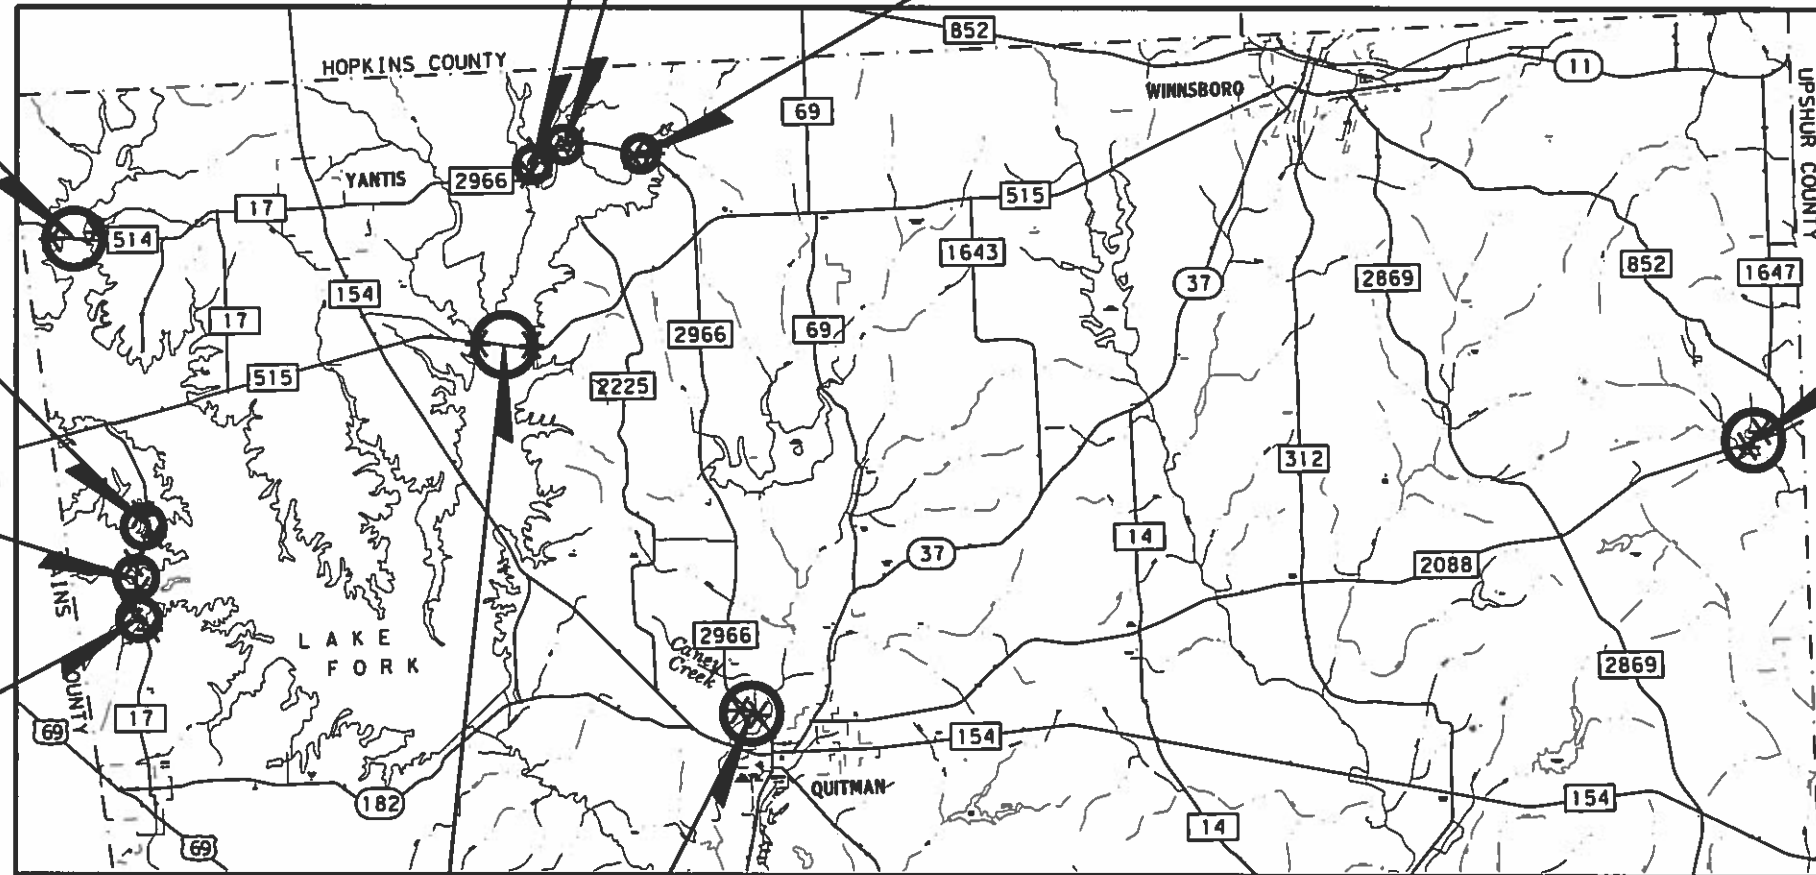 852
HOPKINS COUNTY
11
WINNSBORO
UPSHUR COUNTY
69
YANTIS
2966
17
515
514
1643
852
1647
154
37
2869
17
2966
69
515
2225
312
14
37
2088
AINS
OUNTY
LAKE
FORK
2966
Caney
Creek
2869
17
69
154
QUITMAN
182
154
14
69